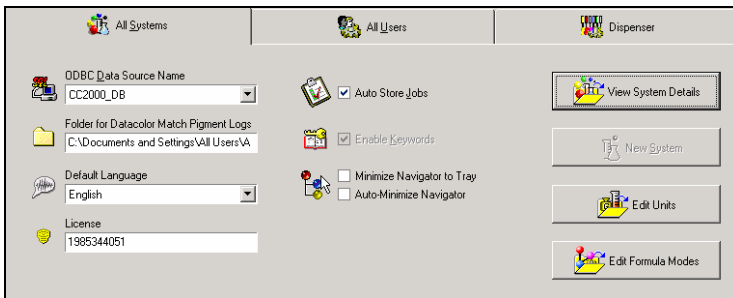 All Systems
All Users
Dispenser
ODBC Data Source Name
CC2000_DB
Folder for Datacolor Match Pigment Logs
C:\Documents and Settings\All Users\A
Default Language
English
License
1985344051
Auto Store Jobs
Enable Keywords
Minimize Navigator to Tray
Auto-Minimize Navigator
View System Details
New System
Edit Units
Edit Formula Modes